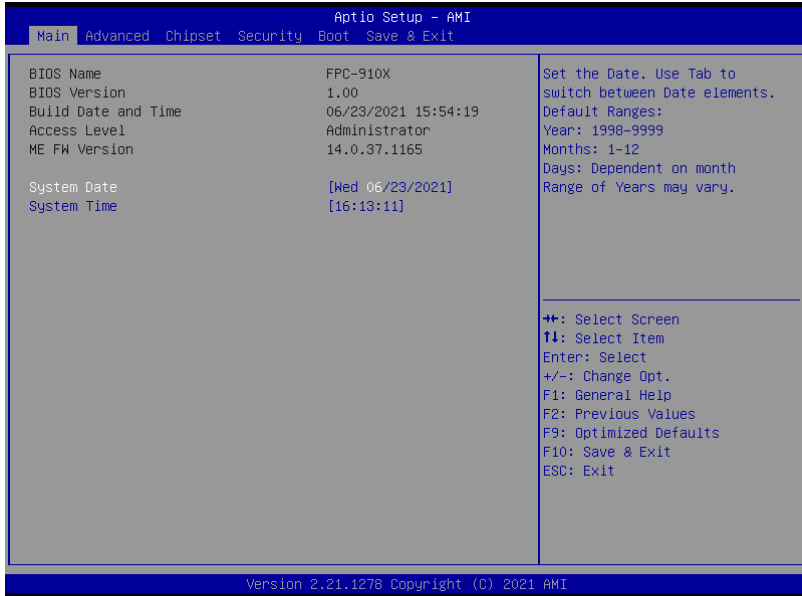 Aptio Setup - AMI
Main Advanced Chipset Security Boot Save & Exit
BIOS Name FPC-910X
BIOS Version 1.00
Build Date and Time 06/23/2021 15:54:19
Access Level Administrator
ME FW Version 14.0.37.1165
System Date [Wed 06/23/2021]
System Time [16:13:11]
Set the Date. Use Tab to
switch between Date elements.
Default Ranges:
Year: 1998-9999
Months: 1-12
Days: Dependent on month
Range of Years may vary.
→←: Select Screen
↑↓: Select Item
Enter: Select
+/-: Change Opt.
F1: General Help
F2: Previous Values
F9: Optimized Defaults
F10: Save & Exit
ESC: Exit
Version 2.21.1278 Copyright (C) 2021 AMI